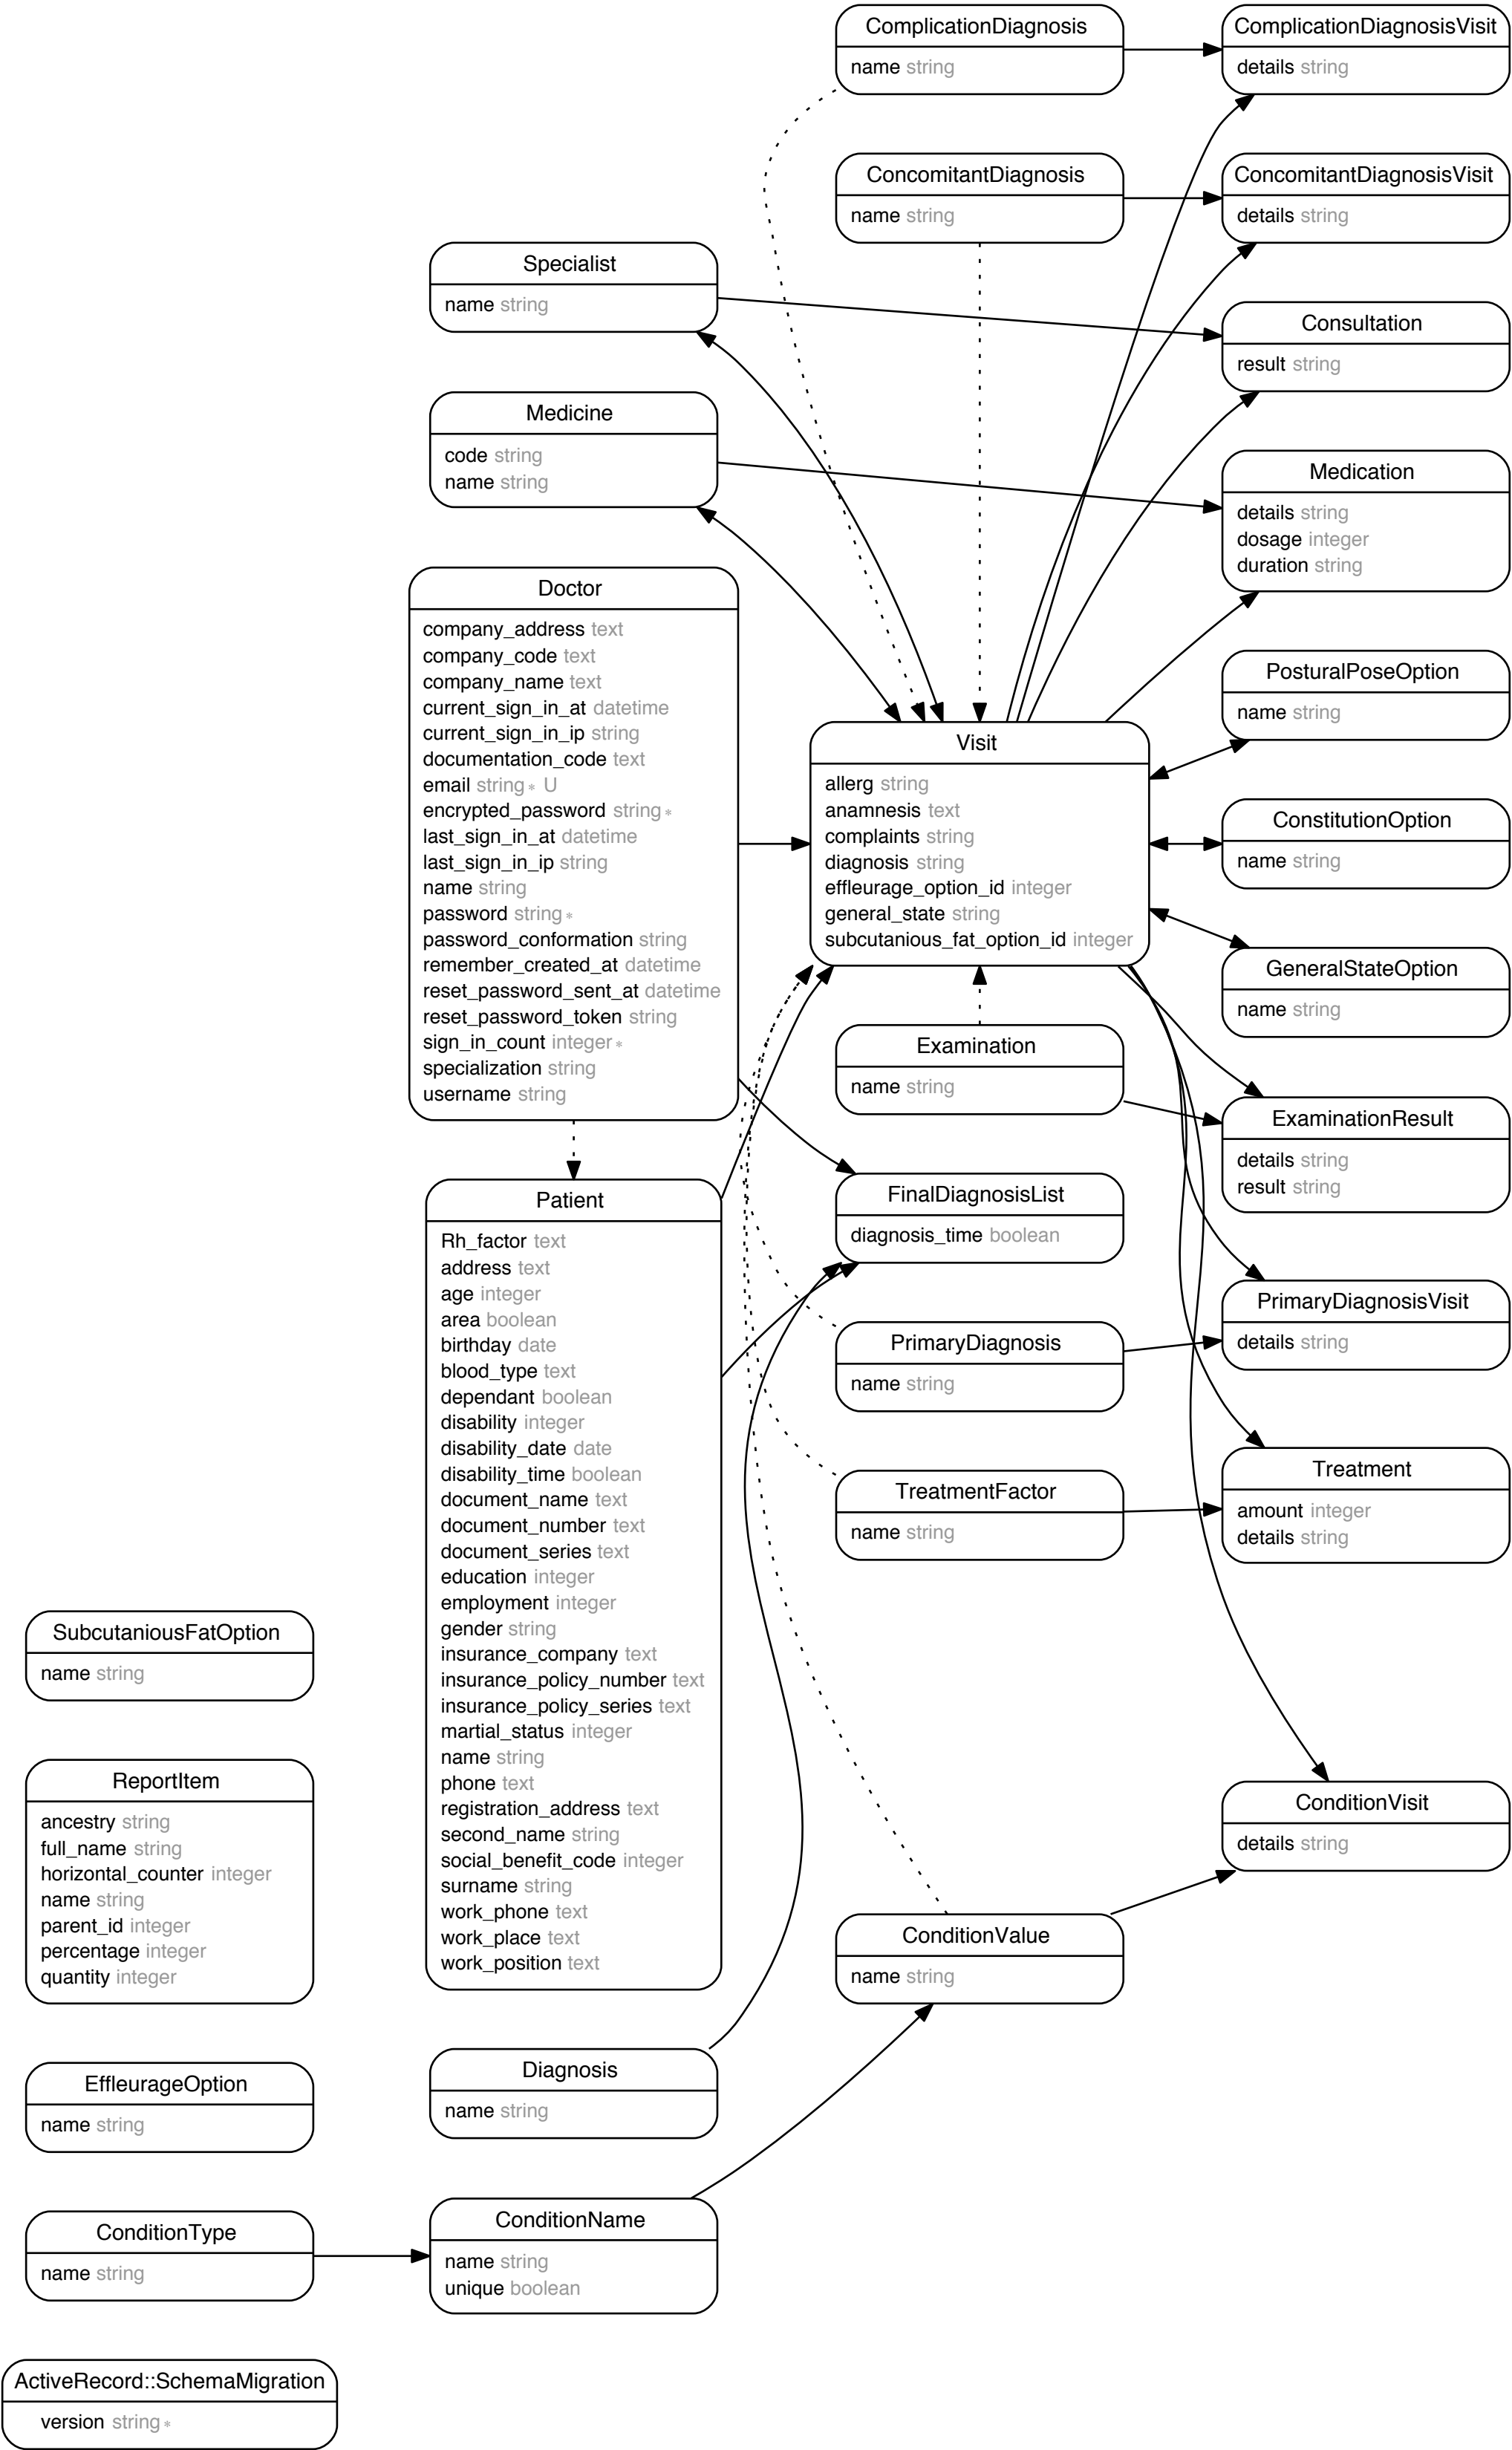 ComplicationDiagnosis
name string
ComplicationDiagnosisVisit
details string
ConcomitantDiagnosis
name string
ConcomitantDiagnosisVisit
details string
Specialist
name string
Consultation
result string
Medicine
code string
name string
Medication
details string
dosage integer
duration string
Doctor
company_address text
company_code text
company_name text
current_sign_in_at datetime
current_sign_in_ip string
documentation_code text
email string* U
encrypted_password string*
last_sign_in_at datetime
last_sign_in_ip string
name string
password string*
password_conformation string
remember_created_at datetime
reset_password_sent_at datetime
reset_password_token string
sign_in_count integer*
specialization string
username string
PosturalPoseOption
name string
Visit
allerg string
anamnesis text
complaints string
diagnosis string
effleurage_option_id integer
general_state string
subcutanious_fat_option_id integer
ConstitutionOption
name string
GeneralStateOption
name string
Examination
name string
ExaminationResult
details string
result string
Patient
Rh_factor text
address text
age integer
area boolean
birthday date
blood_type text
dependant boolean
disability integer
disability_date date
disability_time boolean
document_name text
document_number text
document_series text
education integer
employment integer
gender string
insurance_company text
insurance_policy_number text
insurance_policy_series text
martial_status integer
name string
phone text
registration_address text
second_name string
social_benefit_code integer
surname string
work_phone text
work_place text
work_position text
FinalDiagnosisList
diagnosis_time boolean
PrimaryDiagnosis
name string
PrimaryDiagnosisVisit
details string
TreatmentFactor
name string
Treatment
amount integer
details string
SubcutaniousFatOption
name string
ReportItem
ancestry string
full_name string
horizontal_counter integer
name string
parent_id integer
percentage integer
quantity integer
ConditionVisit
details string
ConditionValue
name string
EffleurageOption
name string
Diagnosis
name string
ConditionType
name string
ConditionName
name string
unique boolean
ActiveRecord::SchemaMigration
version string*